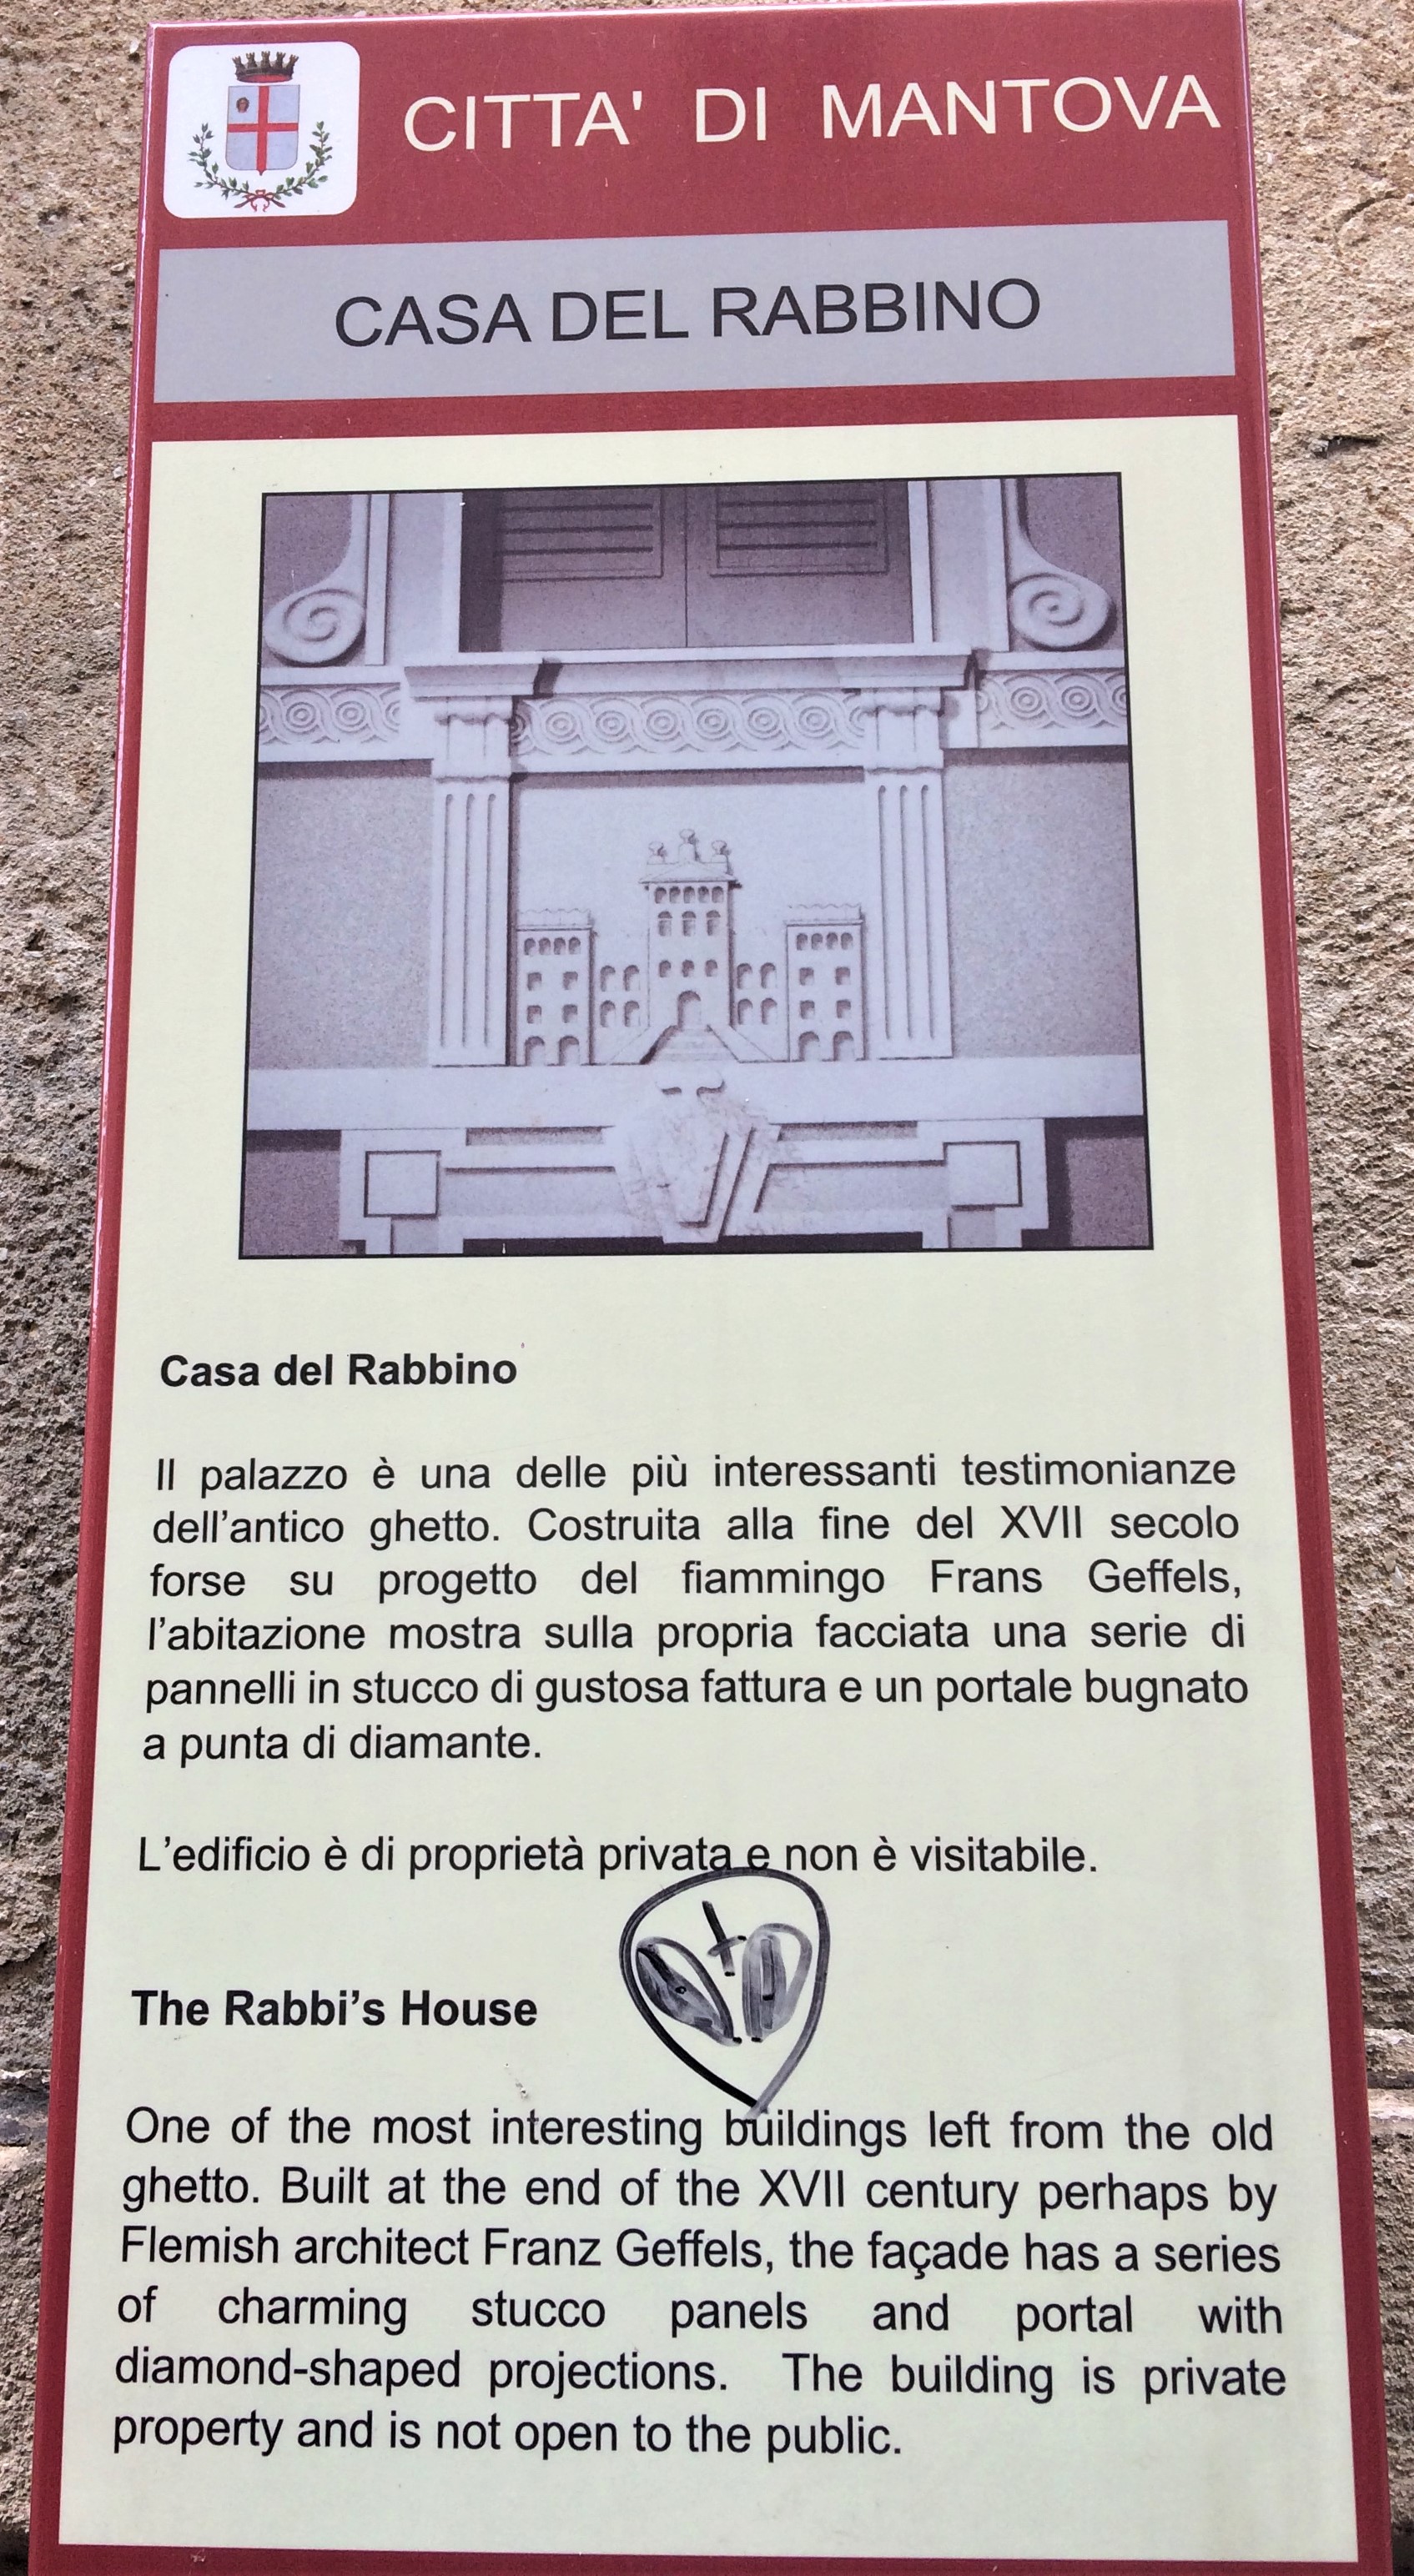 CITTA' DI MANTOVA
CASA DEL RABBINO
Casa del Rabbino
Il palazzo è una delle più interessanti testimonianze
dell'antico ghetto. Costruita alla fine del XVII secolo
forse su progetto del fiammingo Frans Geffels,
l'abitazione mostra sulla propria facciata una serie di
pannelli in stucco di gustosa fattura e un portale bugnato
a punta di diamante.
L'edificio è di proprietà privata e non è visitabile.
The Rabbi's House
One of the most interesting buildings left from the old
ghetto. Built at the end of the XVII century perhaps by
Flemish architect Franz Geffels, the façade has a series
of charming stucco panels and portal with
diamond-shaped projections. The building is private
property and is not open to the public.